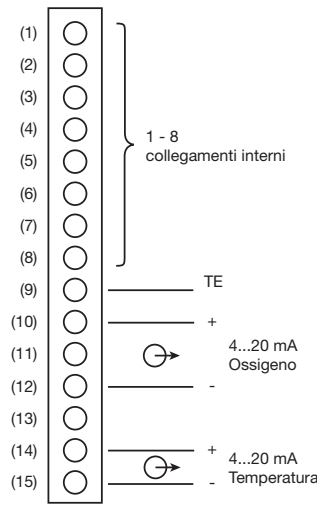 (1)
(2)
(3)
(4)
(5)
(6)
(7)
(8)
(9)
(10)
(11)
(12)
(13)
(14)
(15)
1 - 8
collegamenti interni
TE
+
4...20 mA
Ossigeno
-
+
4...20 mA
Temperatura
-